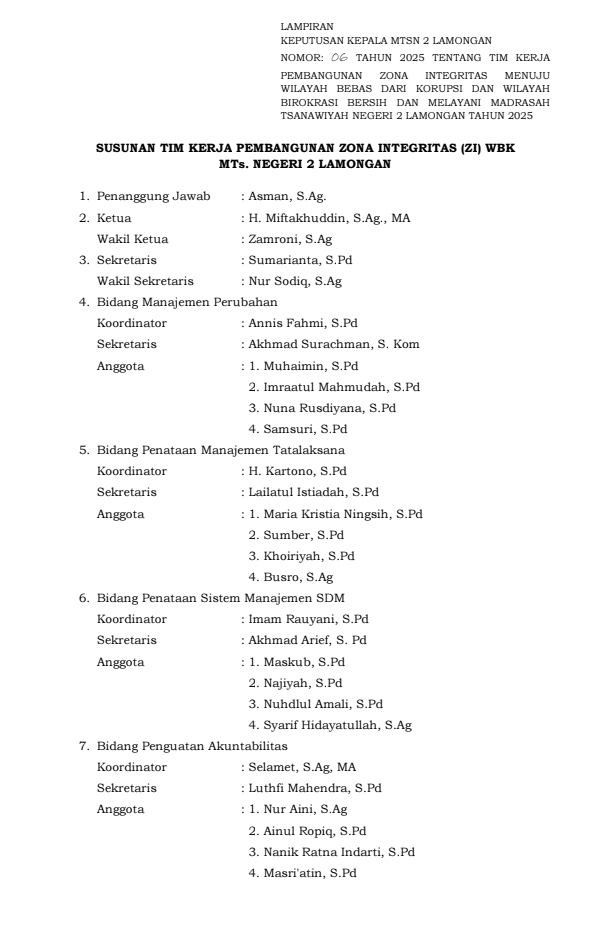 LAMPIRAN
KEPUTUSAN KEPALA MTSN 2 LAMONGAN
NOMOR: 06 TAHUN 2025 TENTANG TIM KERJA
PEMBANGUNAN ZONA INTEGRITAS MENUJU
WILAYAH BEBAS DARI KORUPSI DAN WILAYAH
BIROKRASI BERSIH DAN MELAYANI MADRASAH
TSANAWIYAH NEGERI 2 LAMONGAN TAHUN 2025
SUSUNAN TIM KERJA PEMBANGUNAN ZONA INTEGRITAS (ZI) WBK
MTs. NEGERI 2 LAMONGAN
1. Penanggung Jawab : Asman, S.Ag.
2. Ketua : H. Miftakhuddin, S.Ag., MA
Wakil Ketua : Zamroni, S.Ag
3. Sekretaris : Sumarianta, S.Pd
Wakil Sekretaris : Nur Sodiq, S.Ag
4. Bidang Manajemen Perubahan
Koordinator : Annis Fahmi, S.Pd
Sekretaris : Akhmad Surachman, S. Kom
Anggota : 1. Muhaimin, S.Pd
2. Imraatul Mahmudah, S.Pd
3. Nuna Rusdiyana, S.Pd
4. Samsuri, S.Pd
5. Bidang Penataan Manajemen Tatalaksana
Koordinator : H. Kartono, S.Pd
Sekretaris : Lailatul Istiadah, S.Pd
Anggota : 1. Maria Kristia Ningsih, S.Pd
2. Sumber, S.Pd
3. Khoiriyah, S.Pd
4. Busro, S.Ag
6. Bidang Penataan Sistem Manajemen SDM
Koordinator : Imam Rauyani, S.Pd
Sekretaris : Akhmad Arief, S. Pd
Anggota : 1. Maskub, S.Pd
2. Najiyah, S.Pd
3. Nuhdlul Amali, S.Pd
4. Syarif Hidayatullah, S.Ag
7. Bidang Penguatan Akuntabilitas
Koordinator : Selamet, S.Ag, MA
Sekretaris : Luthfi Mahendra, S.Pd
Anggota : 1. Nur Aini, S.Ag
2. Ainul Ropiq, S.Pd
3. Nanik Ratna Indarti, S.Pd
4. Masri'atin, S.Pd